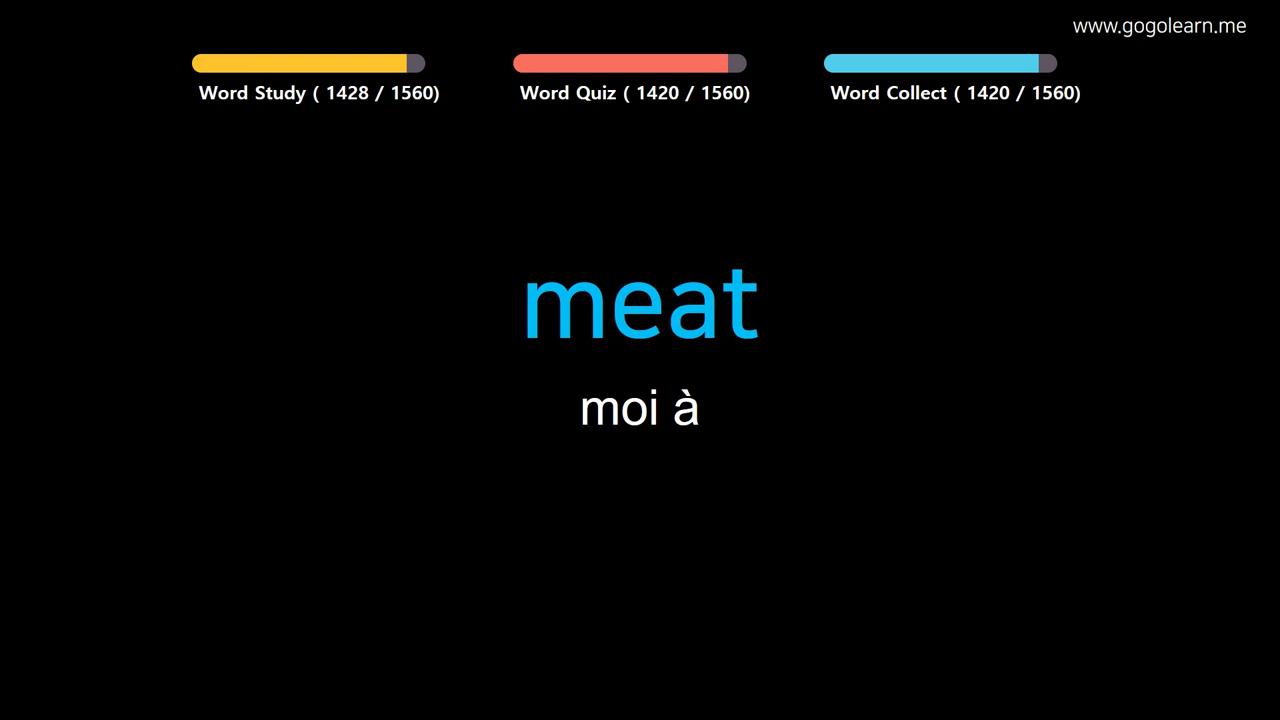 www.gogolearn.me
Word Study ( 1428 / 1560)
Word Quiz ( 1420 / 1560)
Word Collect ( 1420 / 1560)
meat
moi à